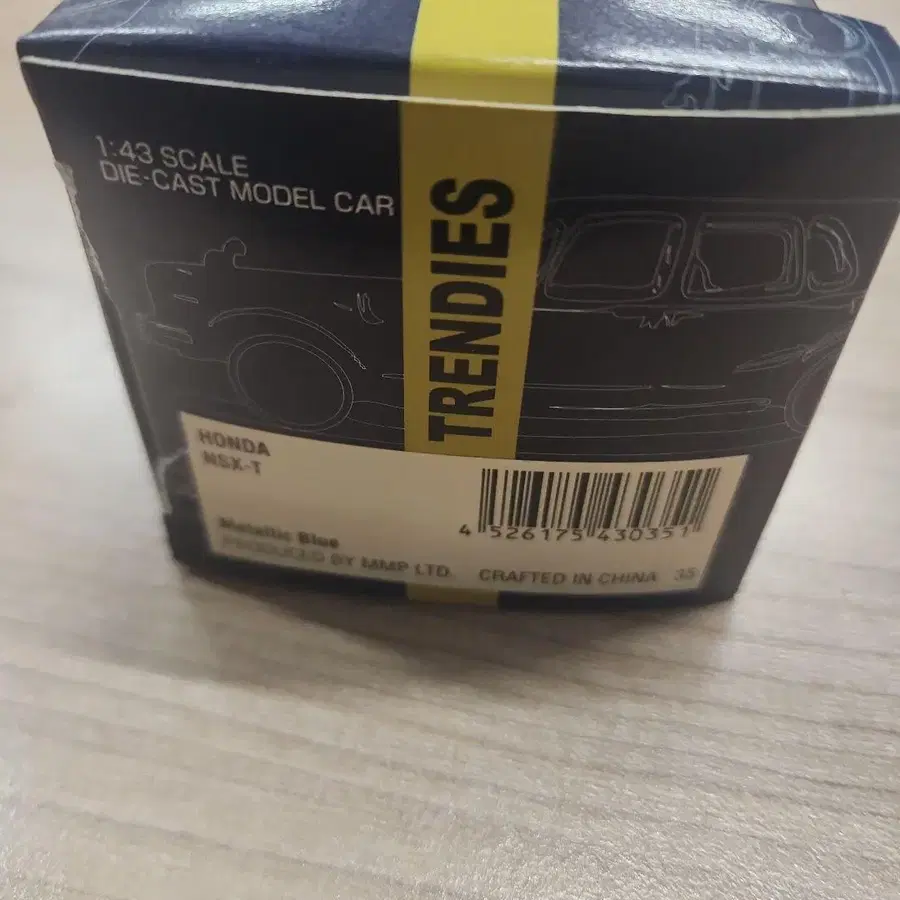 1:43 SCALE
DIE-CAST MODEL CAR
TRENDIES
HONDA
NSX-T
Metallic Blue
4 526175 430351
PRODUCED BY MMP LTD. CRAFTED IN CHINA 35